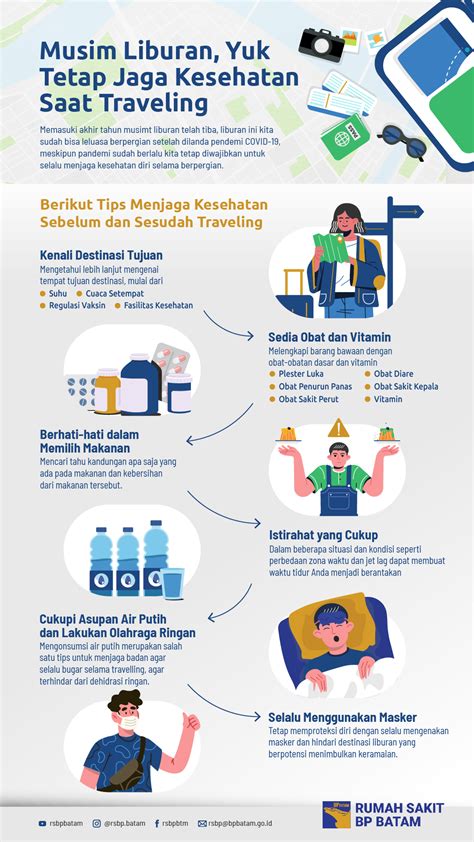 Musim Liburan, Yuk
Tetap Jaga Kesehatan
Saat Traveling
Memasuki akhir tahun musimt liburan telah tiba, liburan ini kita
sudah bisa leluasa berpergian setelah dilanda pendemi COVID-19,
meskipun pandemi sudah berlalu kita tetap diwajibkan untuk
selalu menjaga kesehatan diri selama berpergian.
Berikut Tips Menjaga Kesehatan
Sebelum dan Sesudah Traveling
Kenali Destinasi Tujuan
Mengetahui lebih lanjut mengenai
tempat tujuan destinasi, mulai dari
Suhu
Cuaca Setempat
Regulasi Vaksin
Fasilitas Kesehatan
Sedia Obat dan Vitamin
Melengkapi barang bawaan dengan
obat-obatan dasar dan vitamin
Plester Luka
Obat Diare
Obat Penurun Panas
Obat Sakit Kepala
Obat Sakit Perut
Vitamin
Berhati-hati dalam
Memilih Makanan
Mencari tahu kandungan apa saja yang
ada pada makanan dan kebersihan
dari makanan tersebut.
Istirahat yang Cukup
Dalam beberapa situasi dan kondisi seperti
perbedaan zona waktu dan jet lag dapat membuat
waktu tidur Anda menjadi berantakan
Cukupi Asupan Air Putih
dan Lakukan Olahraga Ringan
Mengonsumsi air putih merupakan salah
satu tips untuk menjaga badan agar
selalu bugar selama travelling, agar
terhindar dari dehidrasi ringan.
Selalu Menggunakan Masker
Tetap memproteksi diri dengan selalu mengenakan
masker dan hindari destinasi liburan yang
berpotensi menimbulkan keramaian.
rsbpbatam
@rsbp.batam
rsbpbtm
rsbp@bpbatam.go.id
RUMAH SAKIT
BP BATAM